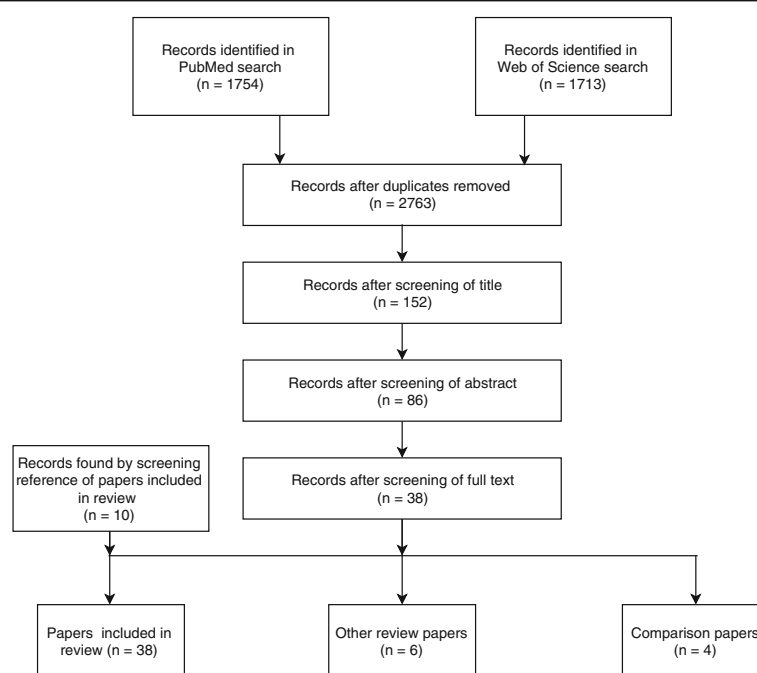 Records identified in
PubMed search
(n = 1754)
Records identified in
Web of Science search
(n = 1713)
Records after duplicates removed
(n = 2763)
Records after screening of title
(n = 152)
Records after screening of abstract
(n = 86)
Records found by screening
reference of papers included
in review
(n = 10)
Records after screening of full text
(n = 38)
Papers included in
review (n = 38)
Other review papers
(n = 6)
Comparison papers
(n = 4)